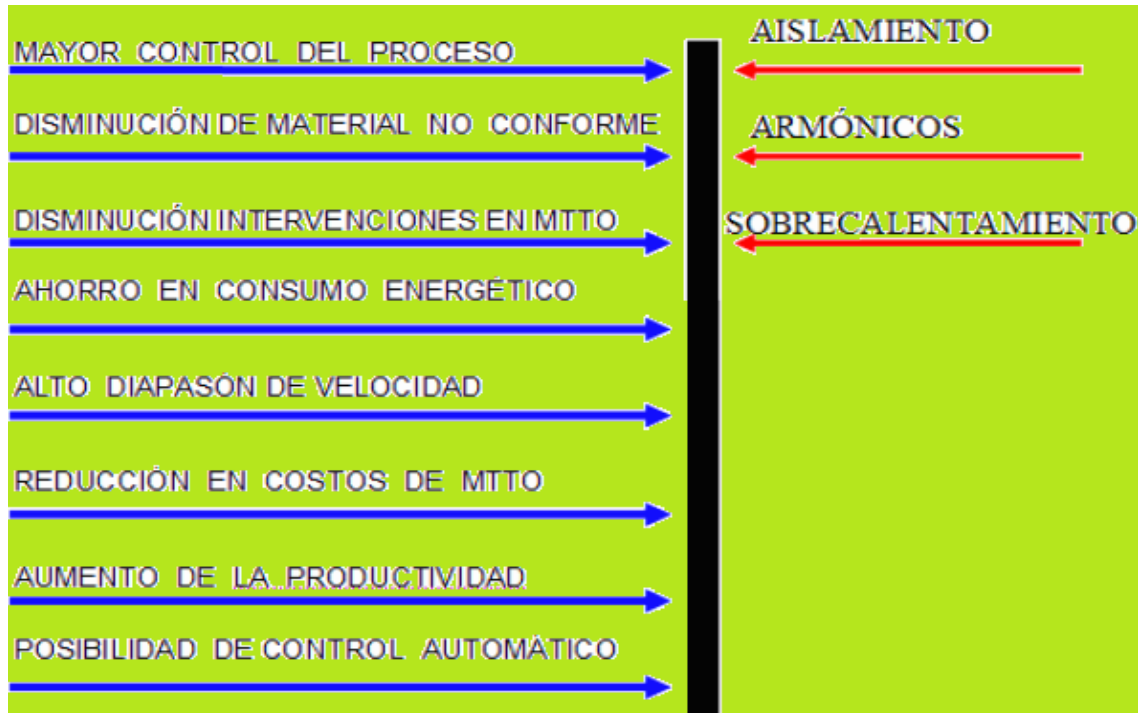 MAYOR CONTROL DEL PROCESO
DISMINUCIÓN DE MATERIAL NO CONFORME
DISMINUCIÓN INTERVENCIONES EN MTTO
AHORRO EN CONSUMO ENERGÉTICO
ALTO DIAPASÓN DE VELOCIDAD
REDUCCIÓN EN COSTOS DE MTTO
AUMENTO DE LA PRODUCTIVIDAD
POSIBILIDAD DE CONTROL AUTOMÁTICO
AISLAMIENTO
ARMÓNICOS
SOBRECALENTAMIENTO